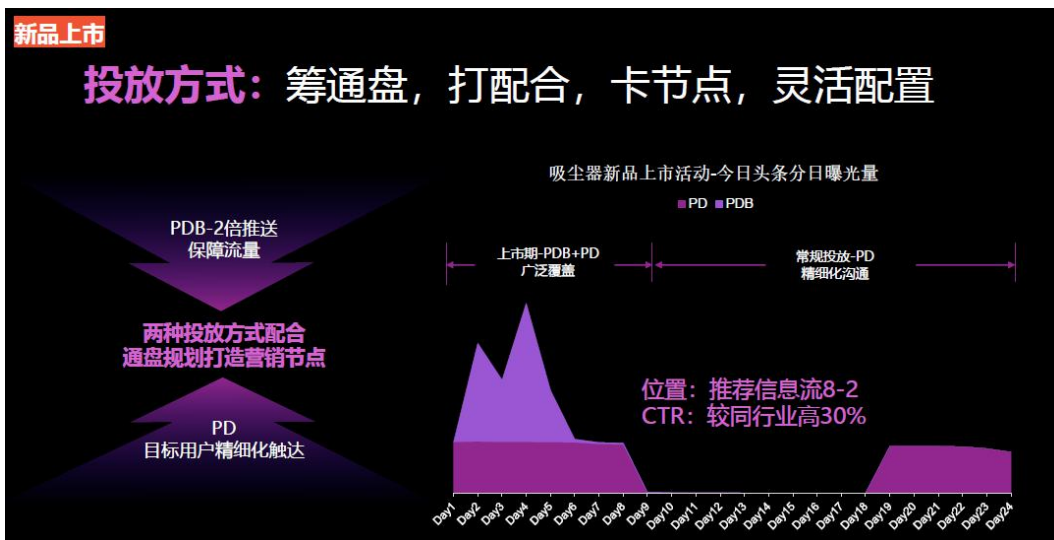 新品上市
投放方式：筹通盘，打配合，卡节点，灵活配置
PDB-2倍推送
保障流量
两种投放方式配合
通盘规划打造营销节点
PD
目标用户精细化触达
吸尘器新品上市活动-今日头条分日曝光量
PD PDB
上市期-PDB+PD
广泛覆盖
常规投放-PD
精细化沟通
位置：推荐信息流8-2
CTR：较同行业高30%
Day1 Day2 Day3 Day4 Day5 Day6 Day7 Day8 Day9 Day10 Day11 Day12 Day13 Day14 Day15 Day16 Day17 Day18 Day19 Day20 Day21 Day22 Day23 Day24